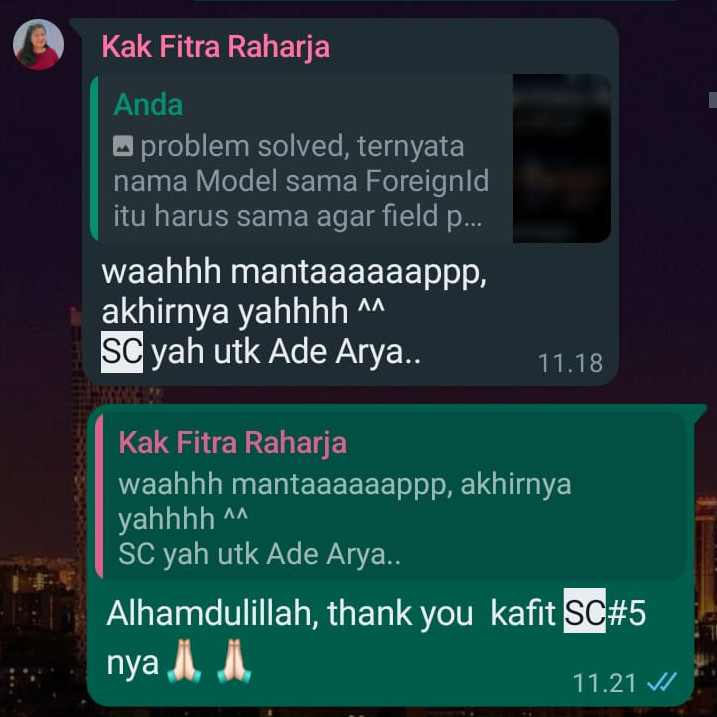 Kak Fitra Raharja
Anda
problem solved, ternyata
nama Model sama ForeignId
itu harus sama agar field p...
waahhh mantaaaaaappp,
akhirnya yahhhh ^^
SC yah utk Ade Arya..
11.18
Kak Fitra Raharja
waahhh mantaaaaaappp, akhirnya
yahhhh ^^
SC yah utk Ade Arya..
Alhamdulillah, thank you kafit SC#5
nya🙏🏻 🙏🏻
11.21